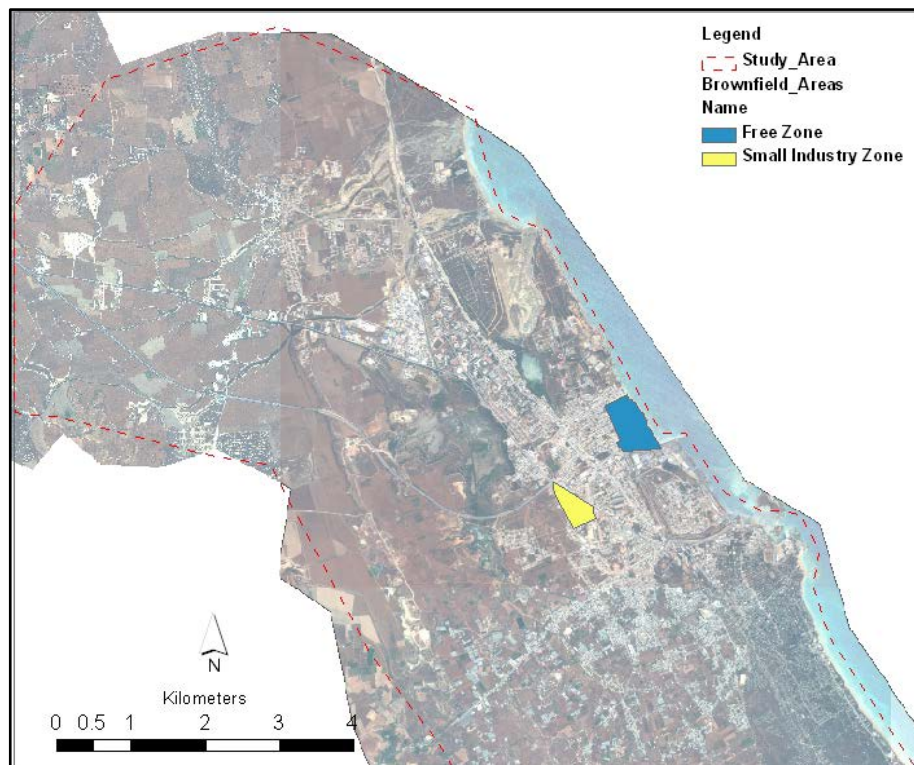 Legend
Study_Area
Brownfield_Areas
Name
Free Zone
Small Industry Zone
N
Kilometers
0 0.5 1 2 3 4